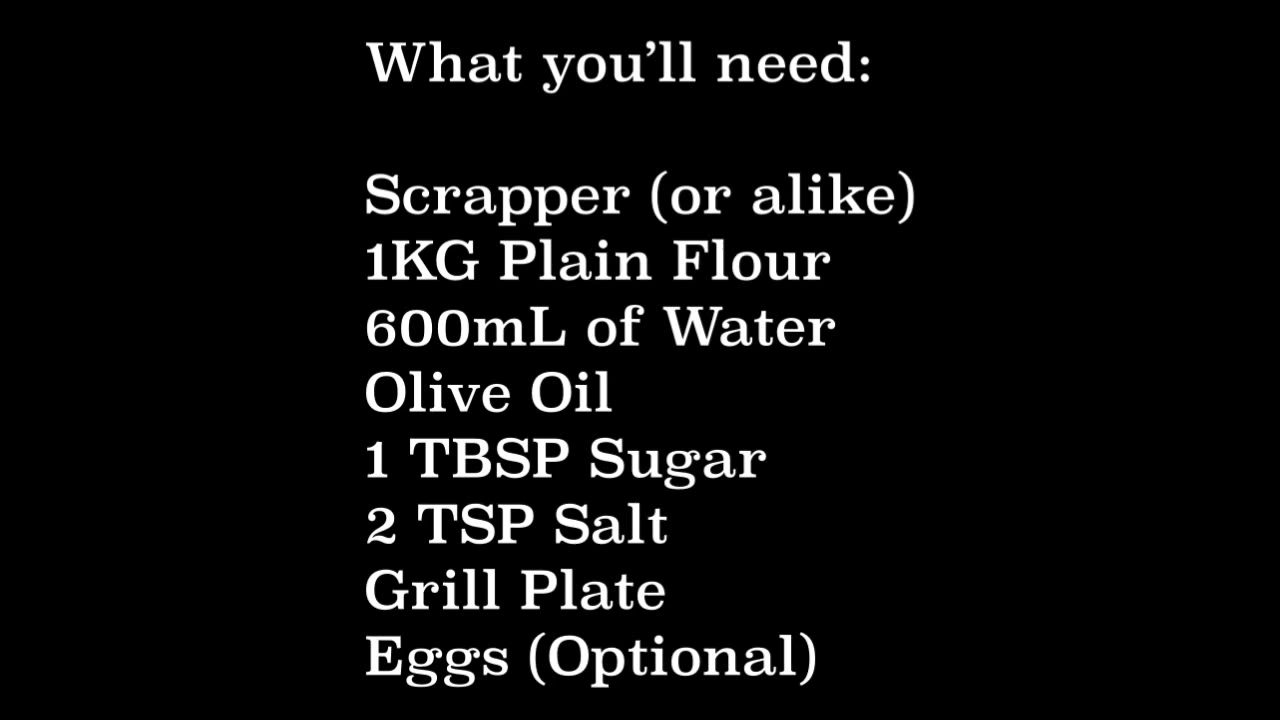 What you’ll need:
Scrapper (or alike)
1KG Plain Flour
600mL of Water
Olive Oil
1 TBSP Sugar
2 TSP Salt
Grill Plate
Eggs (Optional)